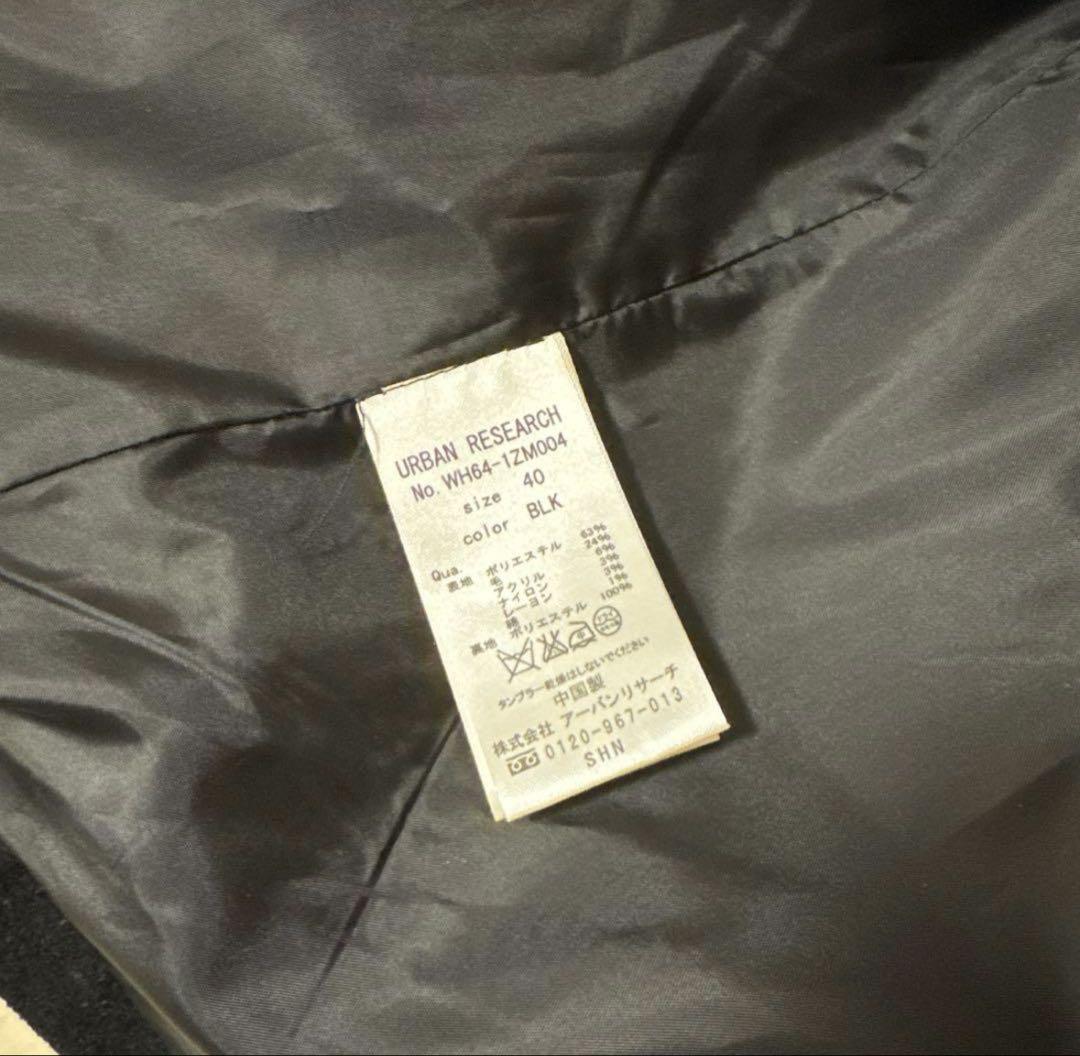 URBAN RESEARCH
No. WH64-1ZM004
size 40
color BLK
Qua.
表地 ポリエステル 63%
毛 24%
アクリル 6%
ナイロン 3%
レーヨン 3%
綿 1%
裏地 ポリエステル 100%
ドライ
タンブラー乾燥はしないでください
中国製
株式会社 アーバンリサーチ
0120-967-013
SHN